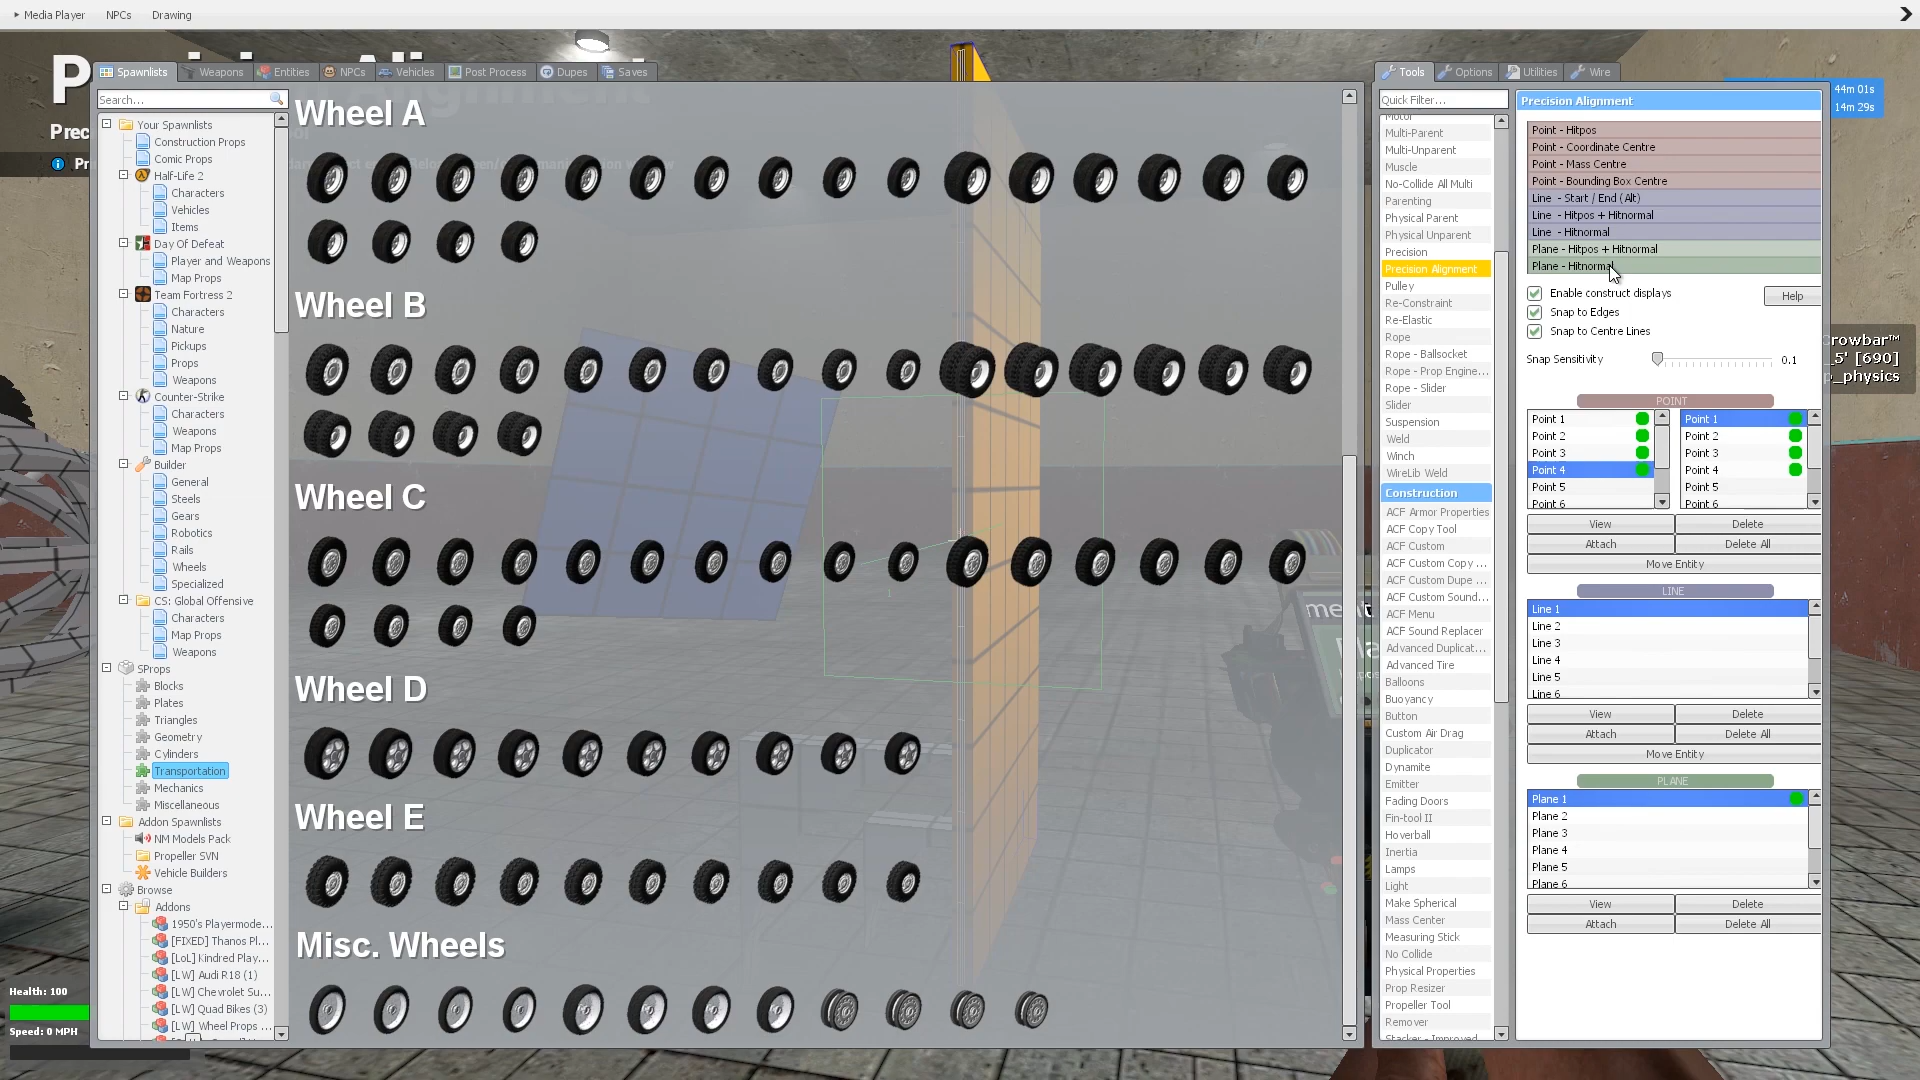 Media Player
NPCs
Drawing
Spawnlists
Weapons
Entities
NPCs
Vehicles
Post Process
Dupes
Saves
Search...
Your Spawnlists
Construction Props
Comic Props
Half-Life 2
Characters
Vehicles
Items
Day Of Defeat
Player and Weapons
Map Props
Team Fortress 2
Characters
Nature
Pickups
Props
Weapons
Counter-Strike
Characters
Weapons
Map Props
Builder
General
Steels
Gears
Robotics
Rails
Wheels
Specialized
CS: Global Offensive
Characters
Map Props
Weapons
SProps
Blocks
Plates
Triangles
Geometry
Cylinders
Transportation
Mechanics
Miscellaneous
Addon Spawnlists
NM Models Pack
Propeller SVN
Vehicle Builders
Browse
Addons
1950's Playermode...
[FIXED] Thanos Pl...
[LoL] Kindred Play...
[LW] Audi R18 (1)
[LW] Chevrolet Su...
[LW] Quad Bikes (3)
[LW] Wheel Props ...
Health: 100
Speed: 0 MPH
Wheel A
Wheel B
Wheel C
Wheel D
Wheel E
Misc. Wheels
Tools
Options
Utilities
Wire
Quick Filter...
Motor
Multi-Parent
Multi-Unparent
Muscle
No-Collide All Multi
Parenting
Physical Parent
Physical Unparent
Precision
Precision Alignment
Pulley
Re-Constraint
Re-Elastic
Rope
Rope - Ballsocket
Rope - Prop Engine...
Rope - Slider
Slider
Suspension
Weld
Winch
WireLib Weld
Construction
ACF Armor Properties
ACF Copy Tool
ACF Custom
ACF Custom Copy ...
ACF Custom Dupe ...
ACF Custom Sound...
ACF Menu
ACF Sound Replacer
Advanced Duplicat...
Advanced Tire
Balloons
Buoyancy
Button
Custom Air Drag
Duplicator
Dynamite
Emitter
Fading Doors
Fin-tool II
Hoverball
Inertia
Lamps
Light
Make Spherical
Mass Center
Measuring Stick
No Collide
Physical Properties
Prop Resizer
Propeller Tool
Remover
Stacker - Improved
Precision Alignment
Point - Hitpos
Point - Coordinate Centre
Point - Mass Centre
Point - Bounding Box Centre
Line - Start / End (Alt)
Line - Hitpos + Hitnormal
Line - Hitnormal
Plane - Hitpos + Hitnormal
Plane - Hitnormal
Enable construct displays
Help
Snap to Edges
Snap to Centre Lines
Snap Sensitivity
0.1
POINT
Point 1
Point 2
Point 3
Point 4
Point 5
Point 6
Point 1
Point 2
Point 3
Point 4
Point 5
Point 6
View
Delete
Attach
Delete All
Move Entity
LINE
Line 1
Line 2
Line 3
Line 4
Line 5
Line 6
View
Delete
Attach
Delete All
Move Entity
PLANE
Plane 1
Plane 2
Plane 3
Plane 4
Plane 5
Plane 6
View
Delete
Attach
Delete All
44m 01s
14m 29s
rowbar™
5' [690]
p_physics